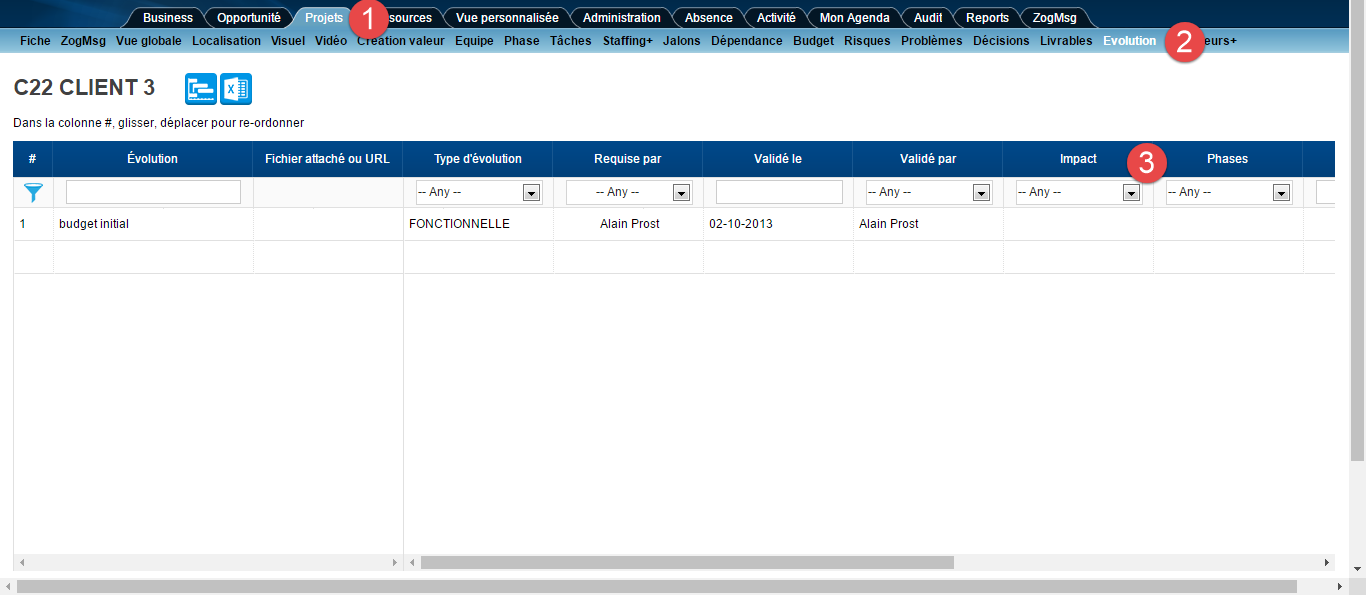 Business Opportunité Projets 1 sources Vue personnalisée Administration Absence Activité Mon Agenda Audit Reports ZogMsg
Fiche ZogMsg Vue globale Localisation Visuel Vidéo Création valeur Equipe Phase Tâches Staffing+ Jalons Dépendance Budget Risques Problèmes Décisions Livrables Evolution 2 eurs+
C22 CLIENT 3
Dans la colonne #, glisser, déplacer pour re-ordonner
# Évolution Fichier attaché ou URL Type d'évolution Requise par Validé le Validé par Impact 3 Phases
-- Any -- -- Any -- -- Any -- -- Any -- -- Any --
1 budget initial FONCTIONNELLE Alain Prost 02-10-2013 Alain Prost